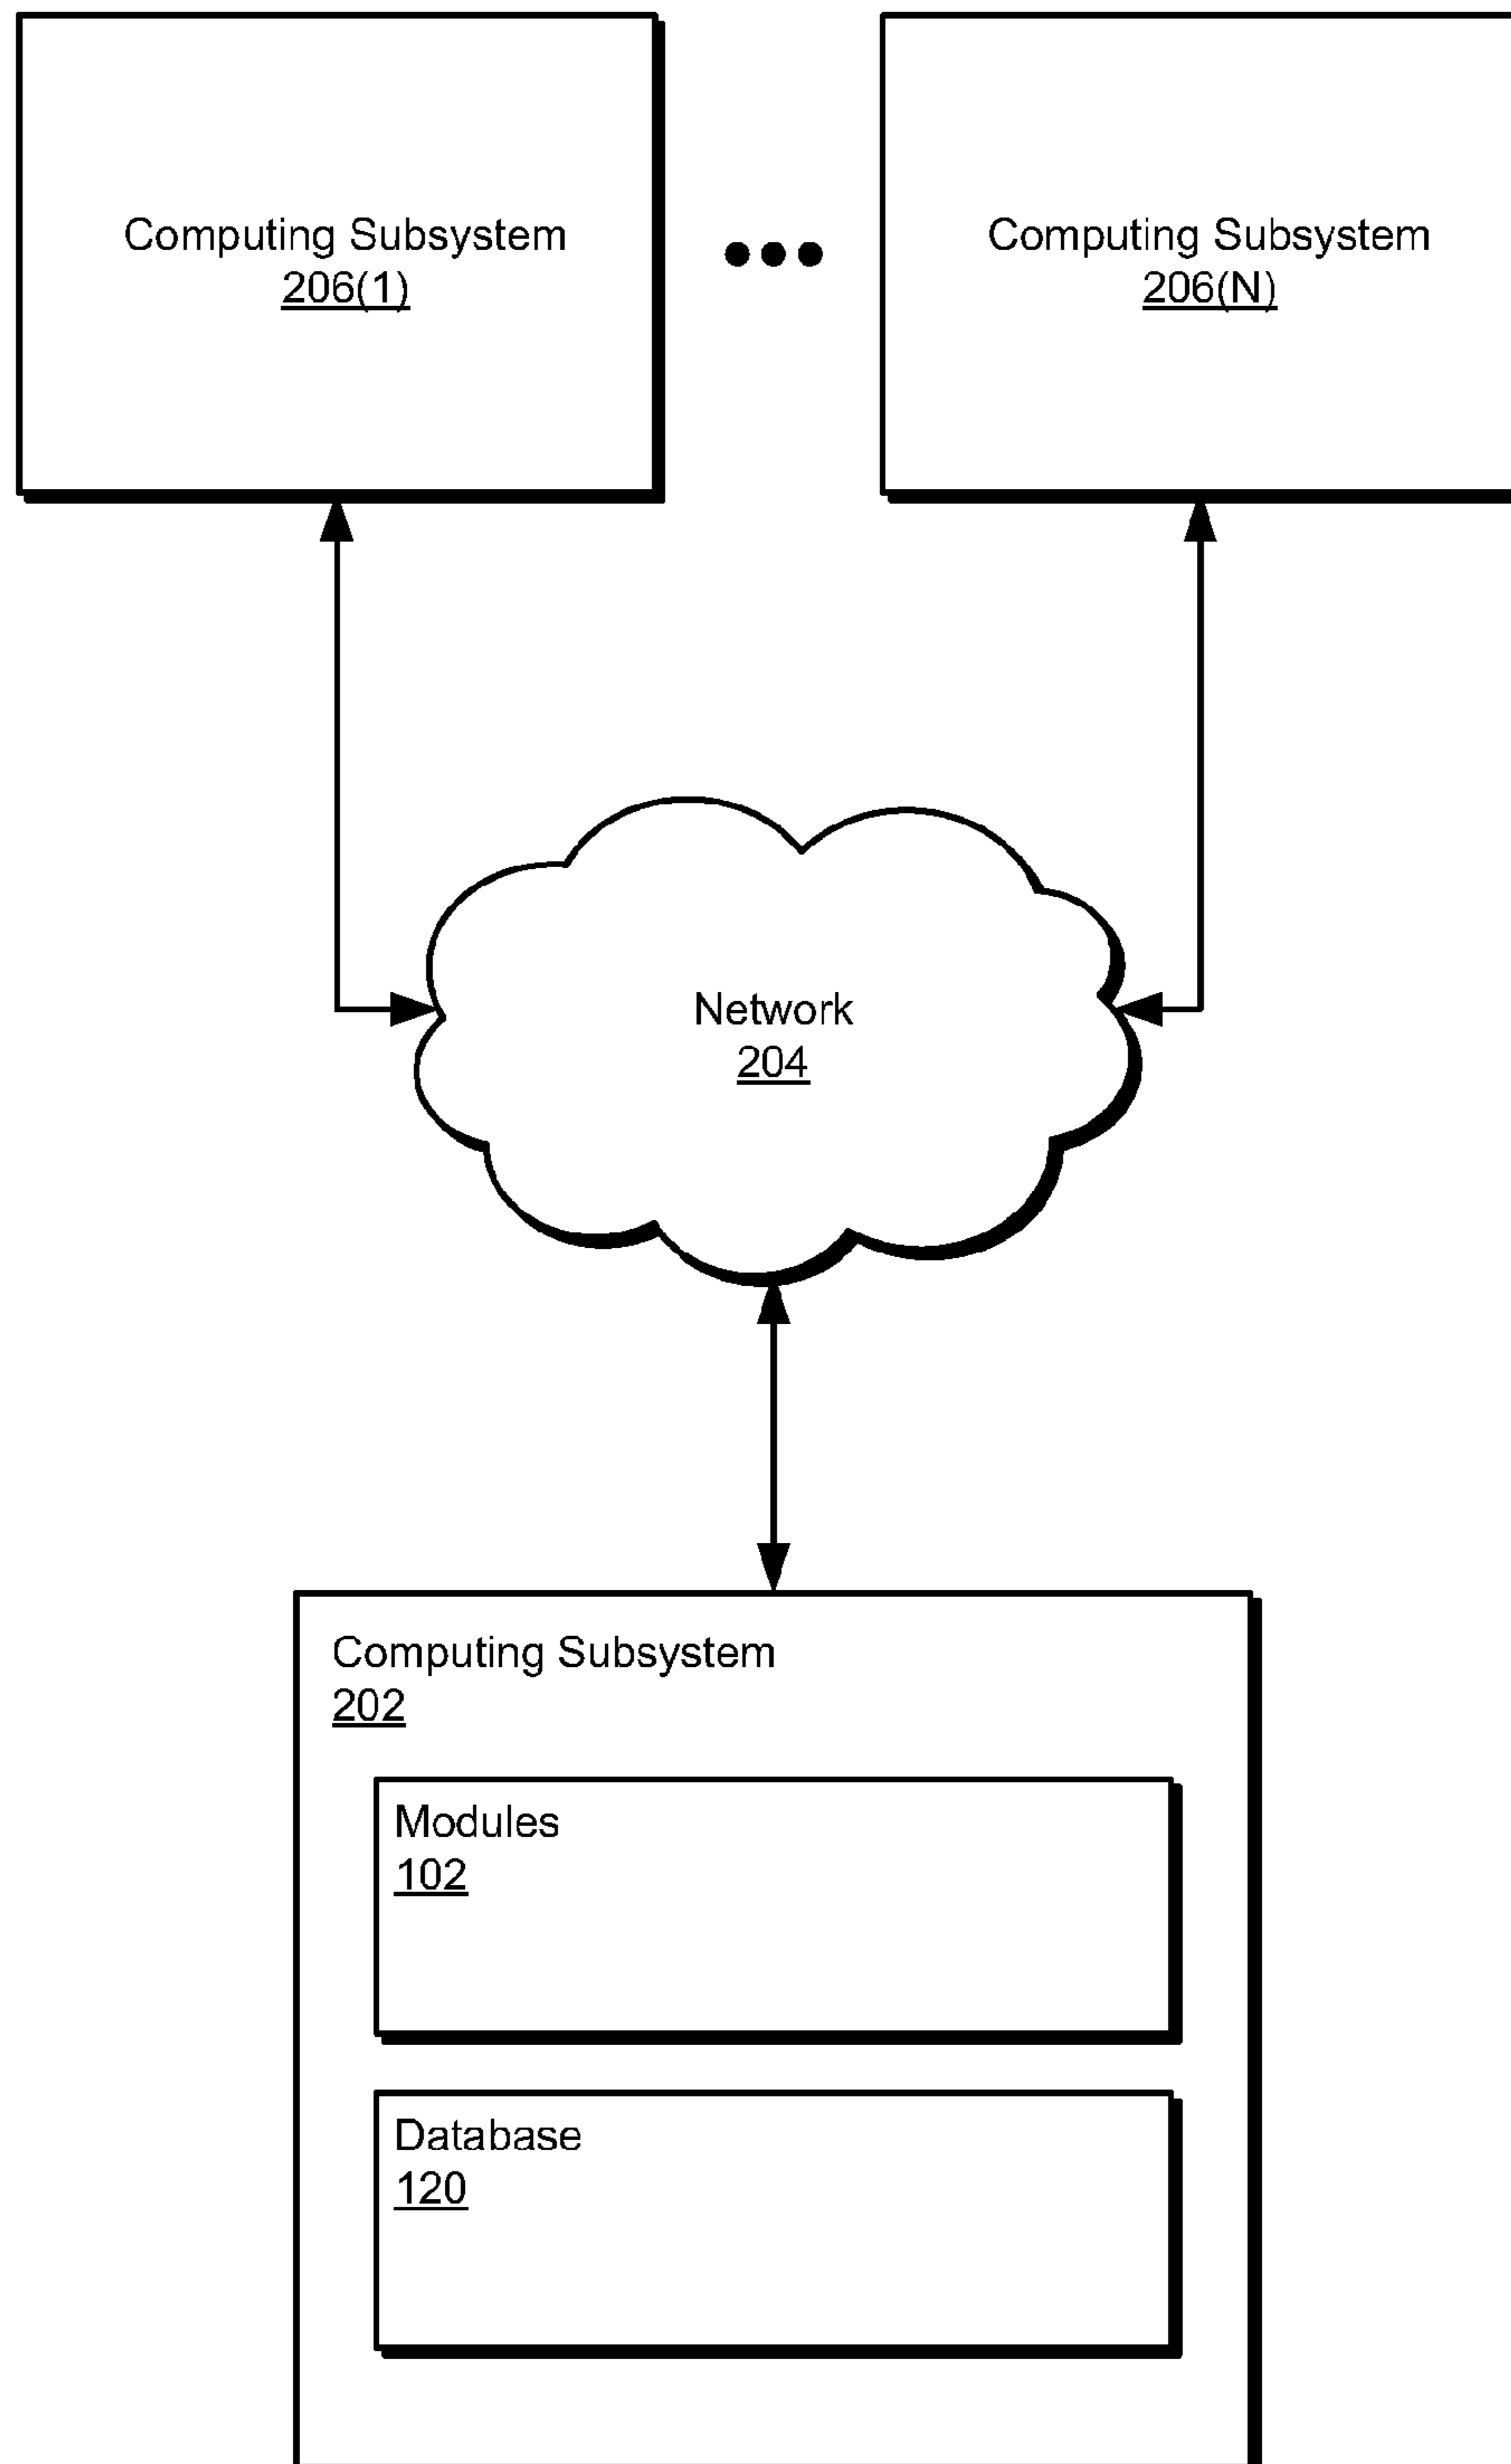 Computing Subsystem
206(1)
Computing Subsystem
206(N)
Network
204
Computing Subsystem
202
Modules
102
Database
120